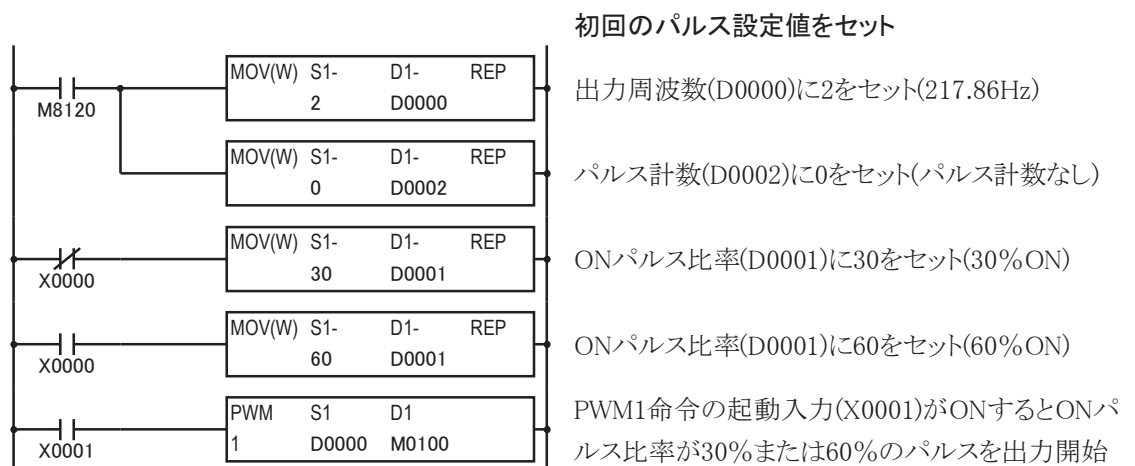 初回のパルス設定値をセット
MOV(W) S1- D1- REP
2 D0000
M8120
出力周波数(D0000)に2をセット(217.86Hz)
MOV(W) S1- D1- REP
0 D0002
パルス計数(D0002)に0をセット(パルス計数なし)
MOV(W) S1- D1- REP
30 D0001
X0000
ONパルス比率(D0001)に30をセット(30%ON)
MOV(W) S1- D1- REP
60 D0001
X0000
ONパルス比率(D0001)に60をセット(60%ON)
PWM S1 D1
1 D0000 M0100
X0001
PWM1命令の起動入力(X0001)がONするとONパ
ルス比率が30%または60%のパルスを出力開始